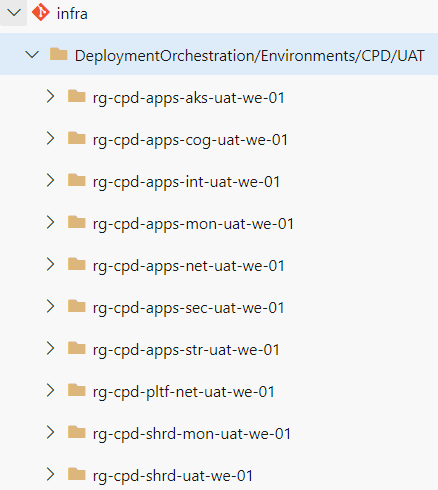 infra
DeploymentOrchestration/Environments/CPD/UAT
rg-cpd-apps-aks-uat-we-01
rg-cpd-apps-cog-uat-we-01
rg-cpd-apps-int-uat-we-01
rg-cpd-apps-mon-uat-we-01
rg-cpd-apps-net-uat-we-01
rg-cpd-apps-sec-uat-we-01
rg-cpd-apps-str-uat-we-01
rg-cpd-pltf-net-uat-we-01
rg-cpd-shrd-mon-uat-we-01
rg-cpd-shrd-uat-we-01